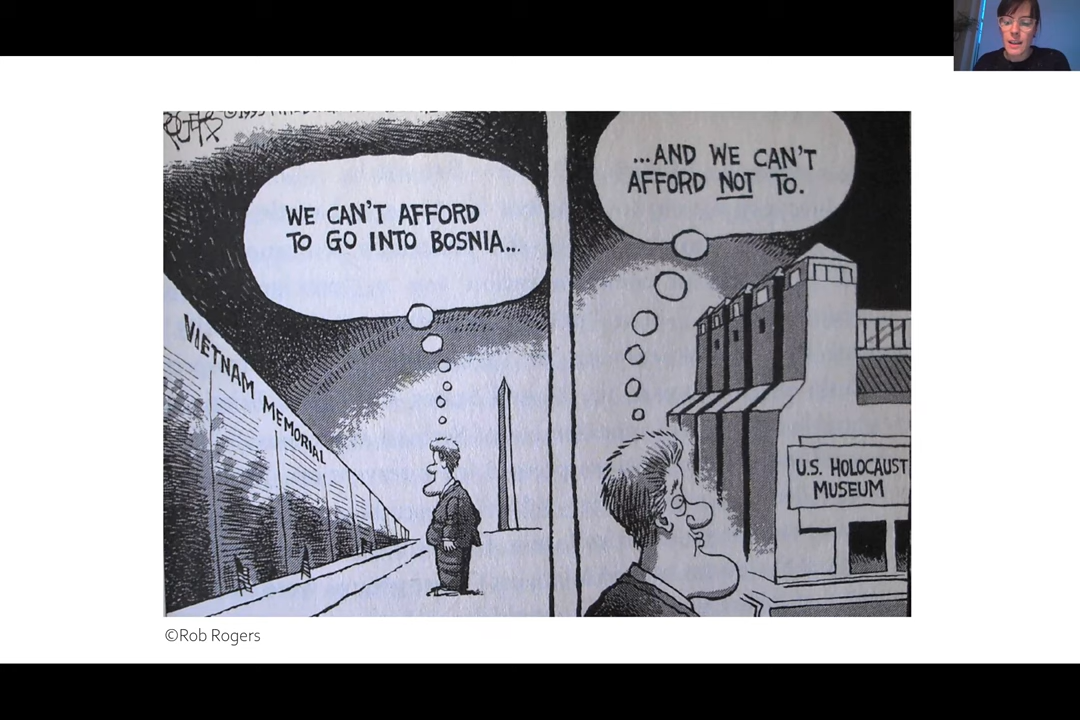 ©1993
WE CAN'T AFFORD
TO GO INTO BOSNIA...
...AND WE CAN'T
AFFORD NOT TO.
VIETNAM MEMORIAL
U.S. HOLOCAUST
MUSEUM
©Rob Rogers